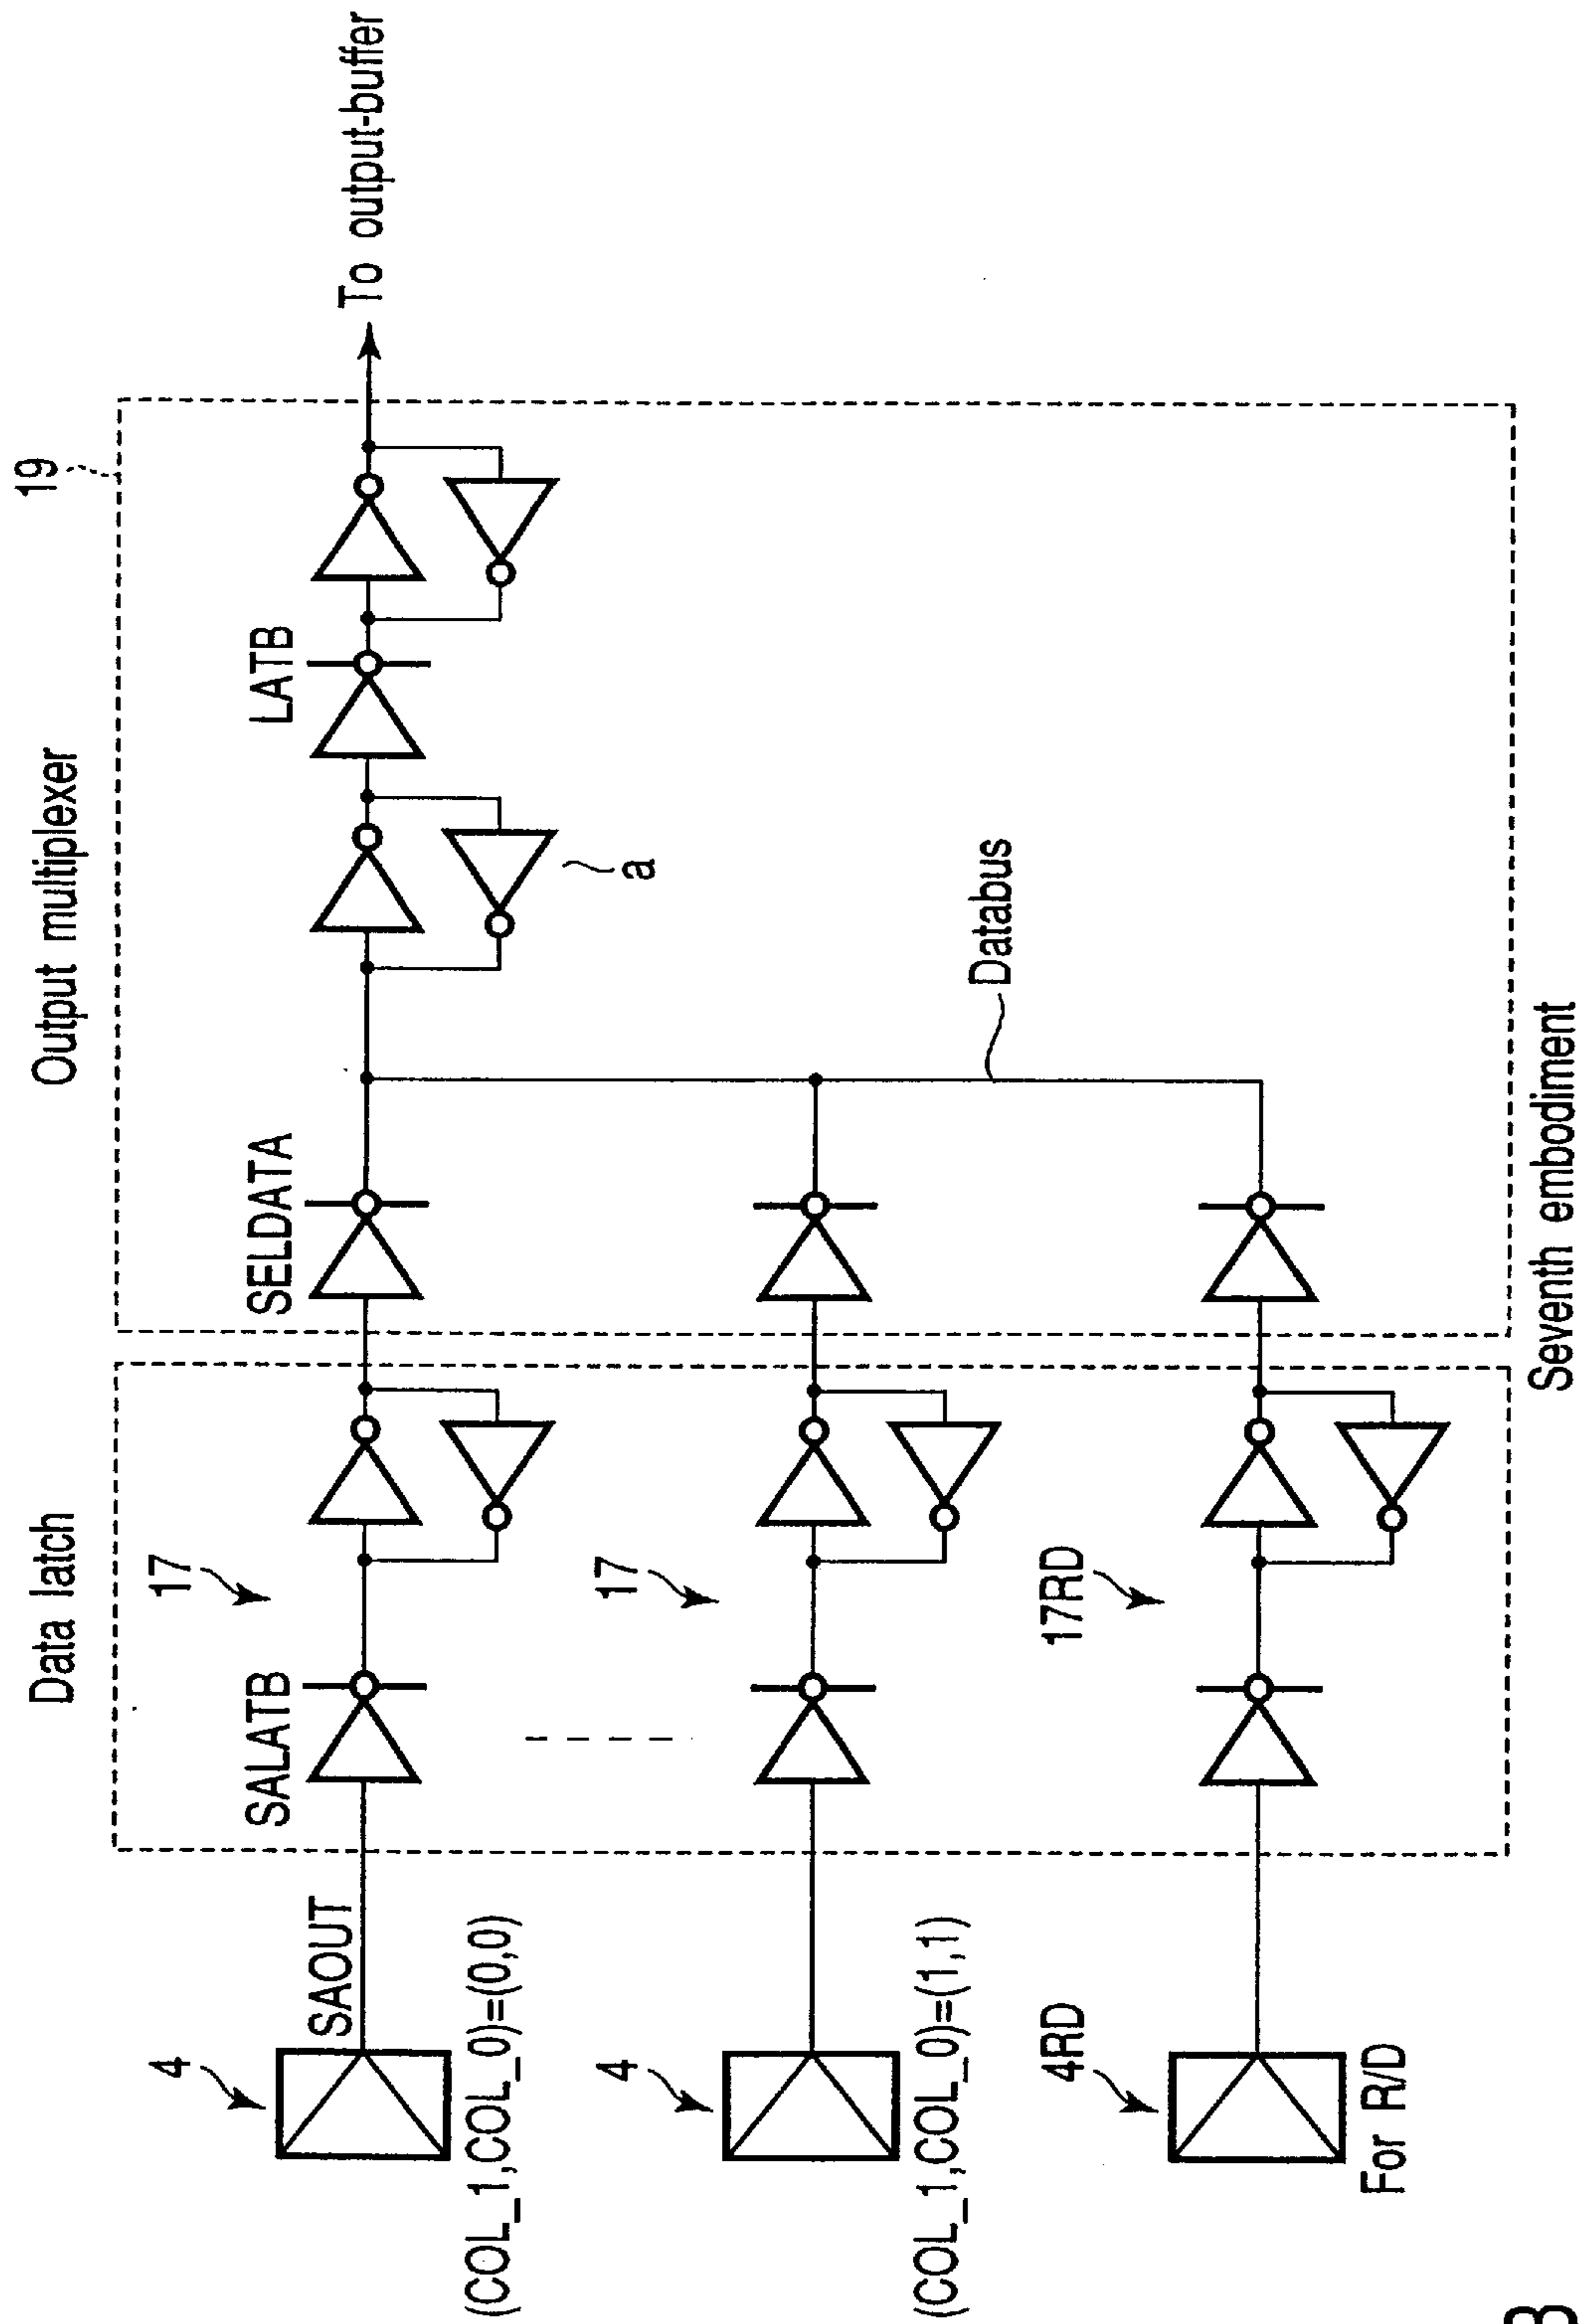 Data latch
Output multiplexer
19
4
SAOUT
SALATB
17
SELDATA
LATB
To output-buffer
(COL_1,COL_0)=(0,0)
a
4
17
(COL_1,COL_0)=(1,1)
Databus
4RD
17RD
For R/D
Seventh embodiment